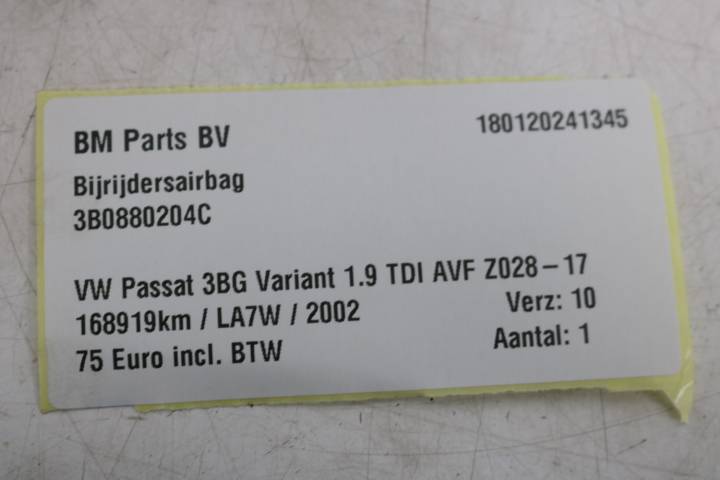 BM Parts BV
180120241345
Bijrijdersairbag
3B0880204C
VW Passat 3BG Variant 1.9 TDI AVF Z028-17
168919km / LA7W / 2002
Verz: 10
75 Euro incl. BTW
Aantal: 1